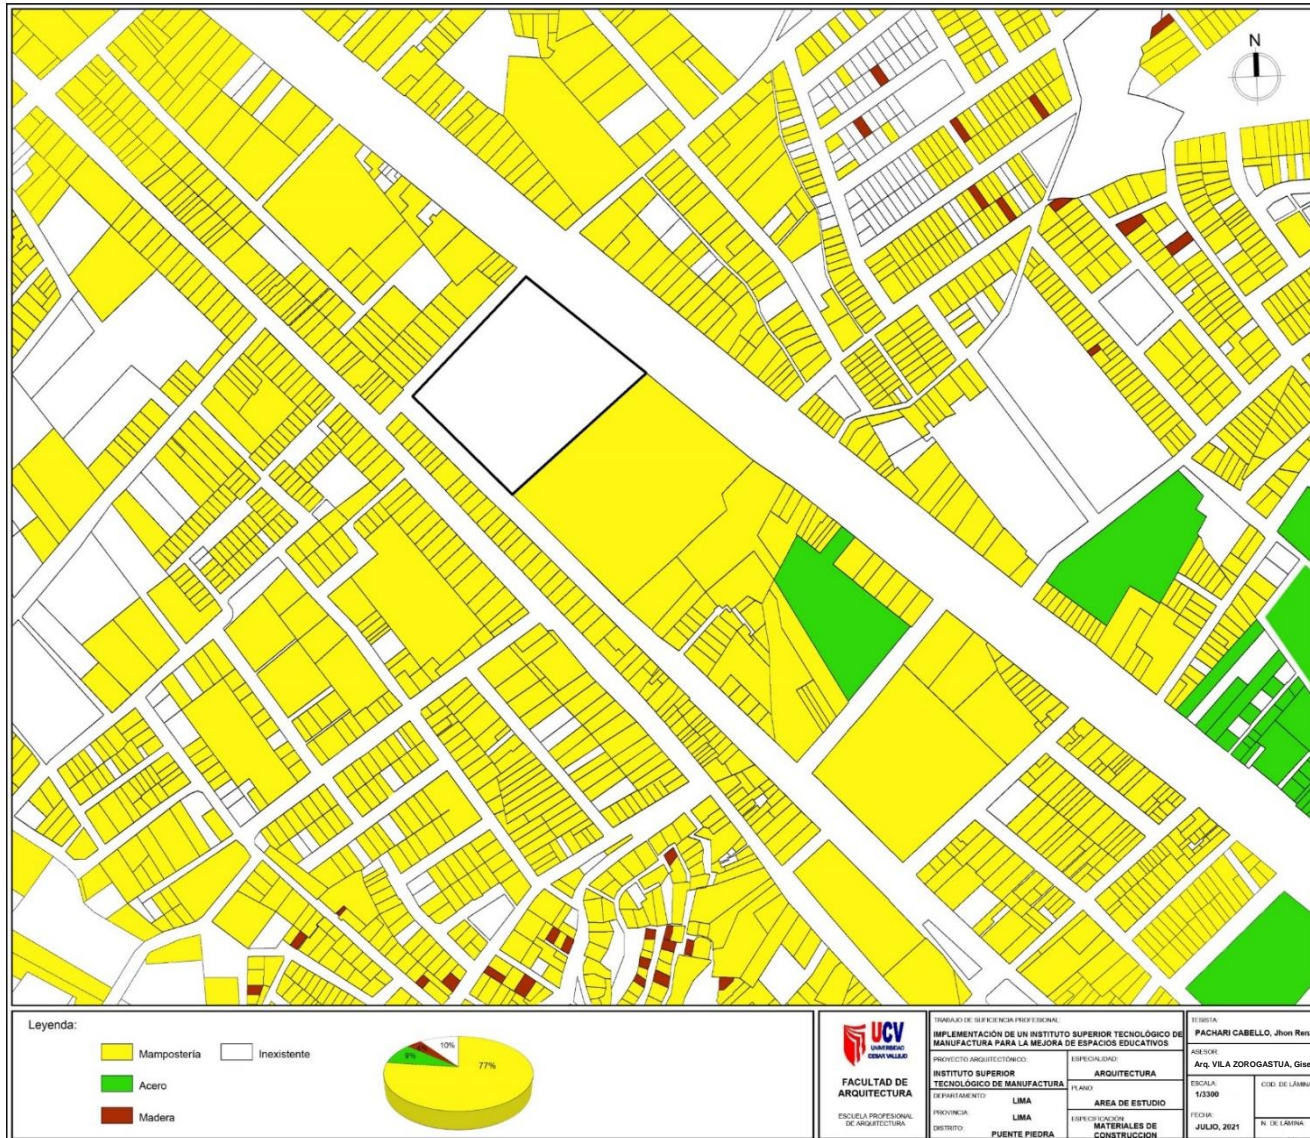 N
Leyenda:
Mampostería
Inexistente
Acero
Madera
10%
9%
77%
UCV
UNIVERSIDAD
CESAR VALLEJO
FACULTAD DE
ARQUITECTURA
ESCUELA PROFESIONAL
DE ARQUITECTURA
TRABAJO DE SUFICIENCIA PROFESIONAL:
IMPLEMENTACIÓN DE UN INSTITUTO SUPERIOR TECNOLÓGICO DE
MANUFACTURA PARA LA MEJORA DE ESPACIOS EDUCATIVOS
PROYECTO ARQUITECTÓNICO:
INSTITUTO SUPERIOR
TECNOLÓGICO DE MANUFACTURA
DEPARTAMENTO:
LIMA
PROVINCIA:
LIMA
DISTRITO:
PUENTE PIEDRA
ESPECIALIDAD:
ARQUITECTURA
PLANO:
AREA DE ESTUDIO
ESPECIFICACIÓN:
MATERIALES DE
CONSTRUCCION
TESISTA:
PACHARI CABELLO, Jhon Renz
ASESOR:
Arq. VILA ZOROGASTUA, Gise
ESCALA:
1/3300
FECHA:
JULIO, 2021
COD. DE LÁMINA
N. DE LAMINA